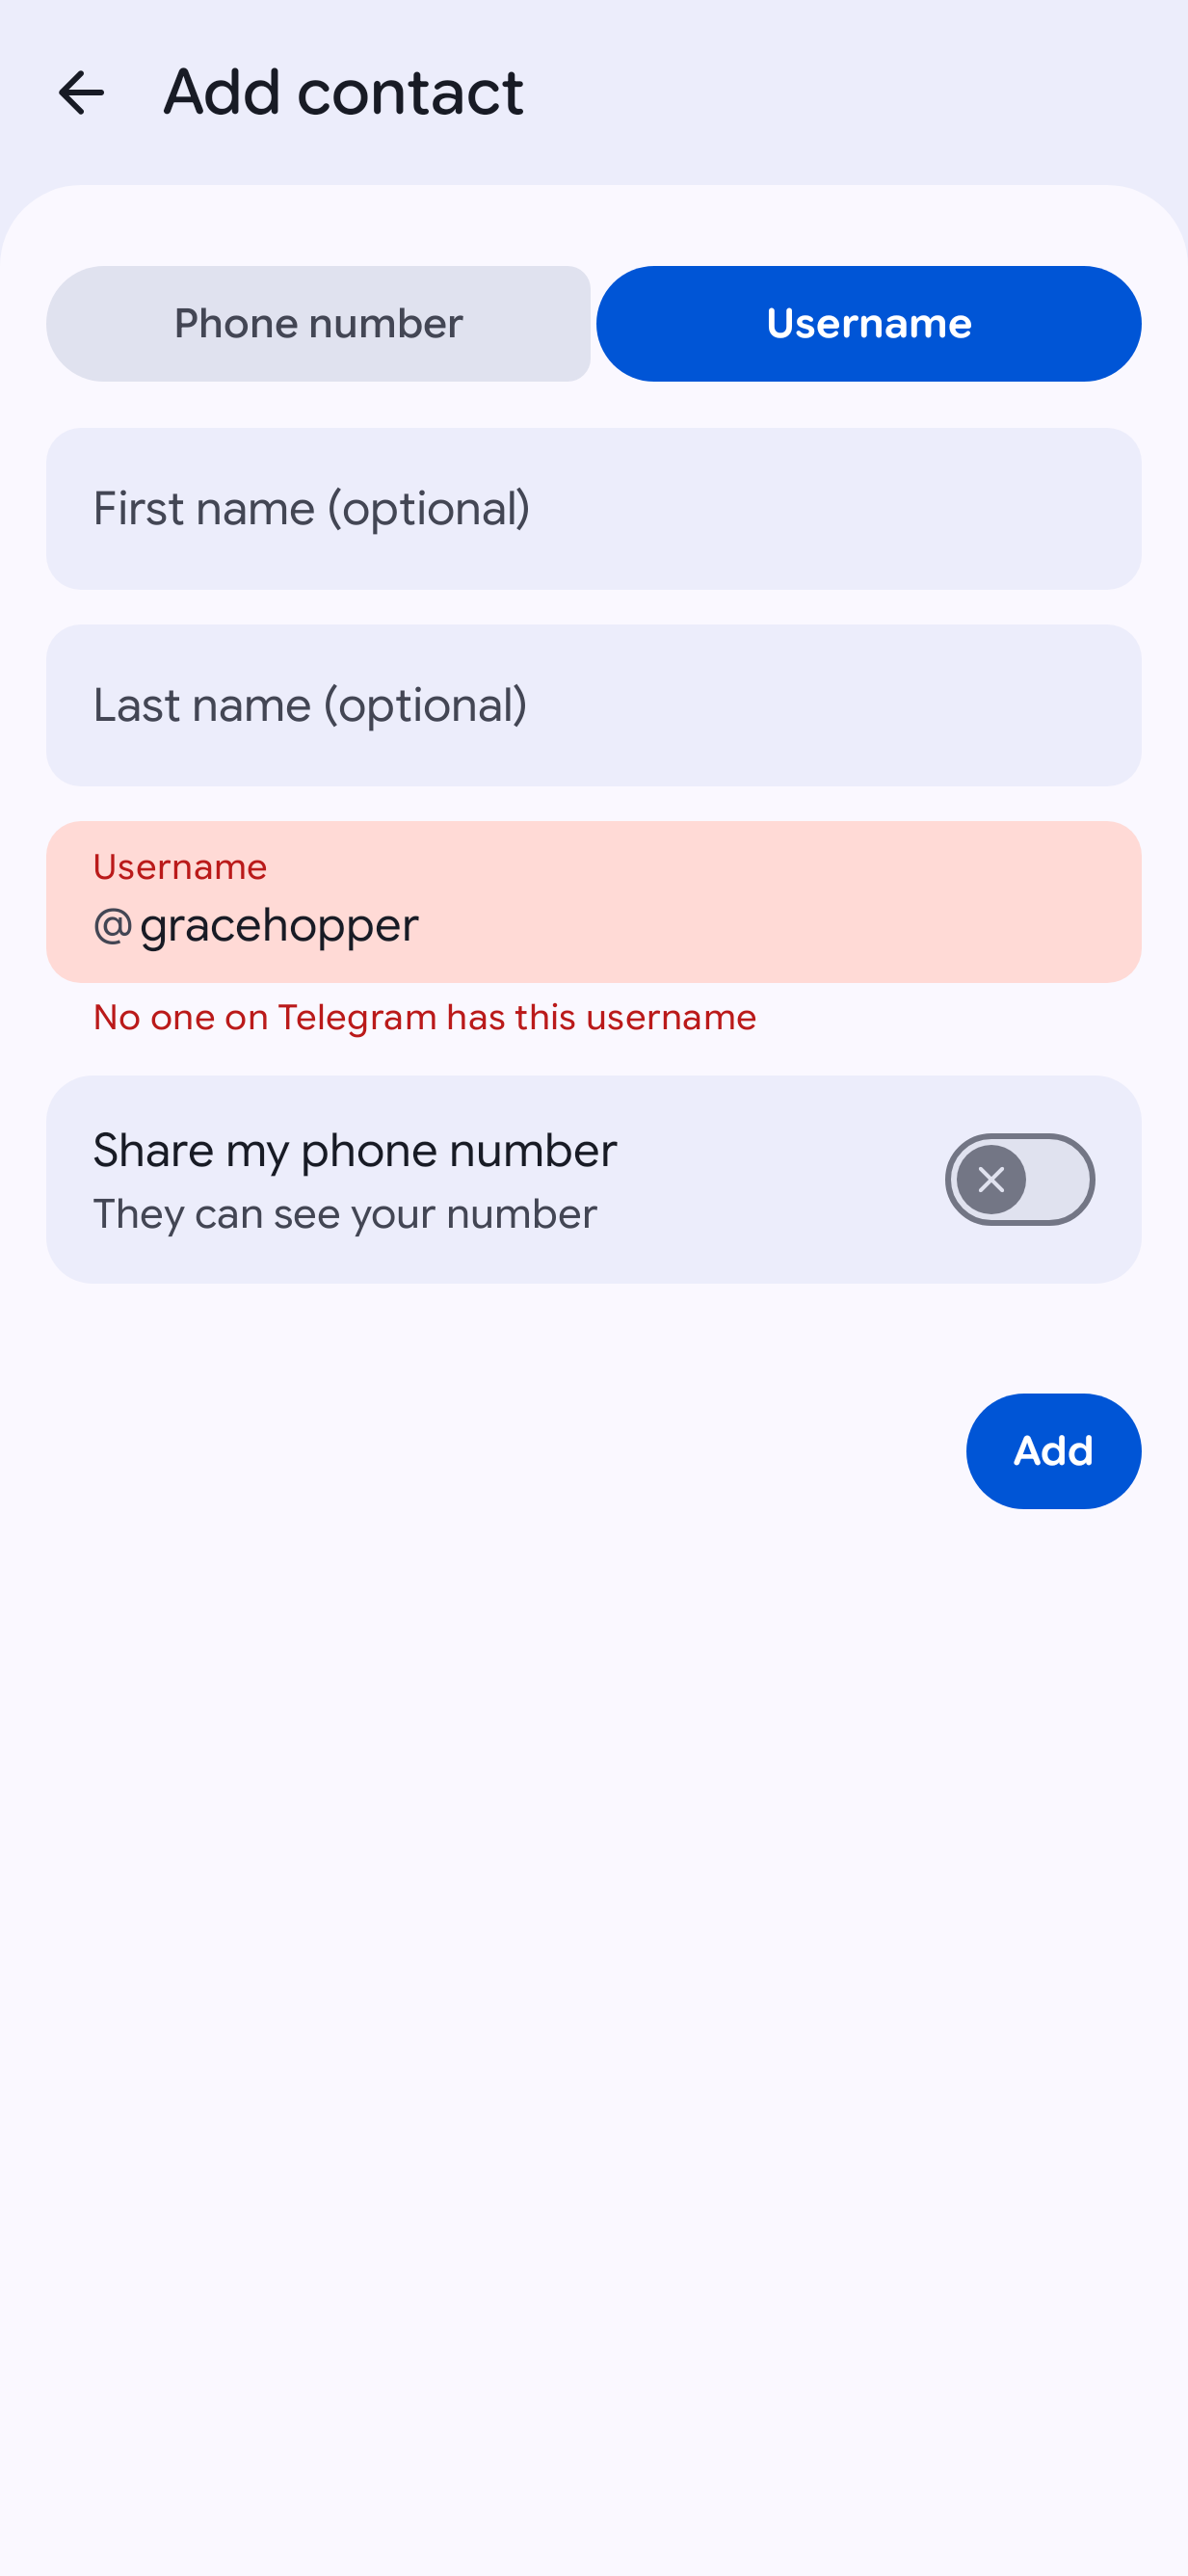 Add contact
Phone number
Username
First name (optional)
Last name (optional)
Username
@gracehopper
No one on Telegram has this username
Share my phone number
They can see your number
Add